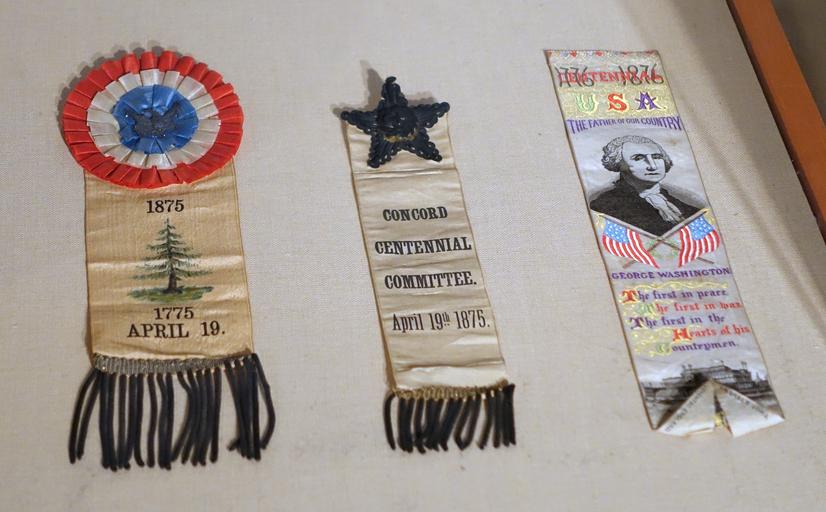 1875
1775
APRIL 19.
CONCORD
CENTENNIAL
COMMITTEE.
April 19th 1875.
1776 1876
CENTENNIAL
USA
THE FATHER OF OUR COUNTRY
GEORGE WASHINGTON
The first in peace
The first in war
The first in the
Hearts of his
Countrymen.